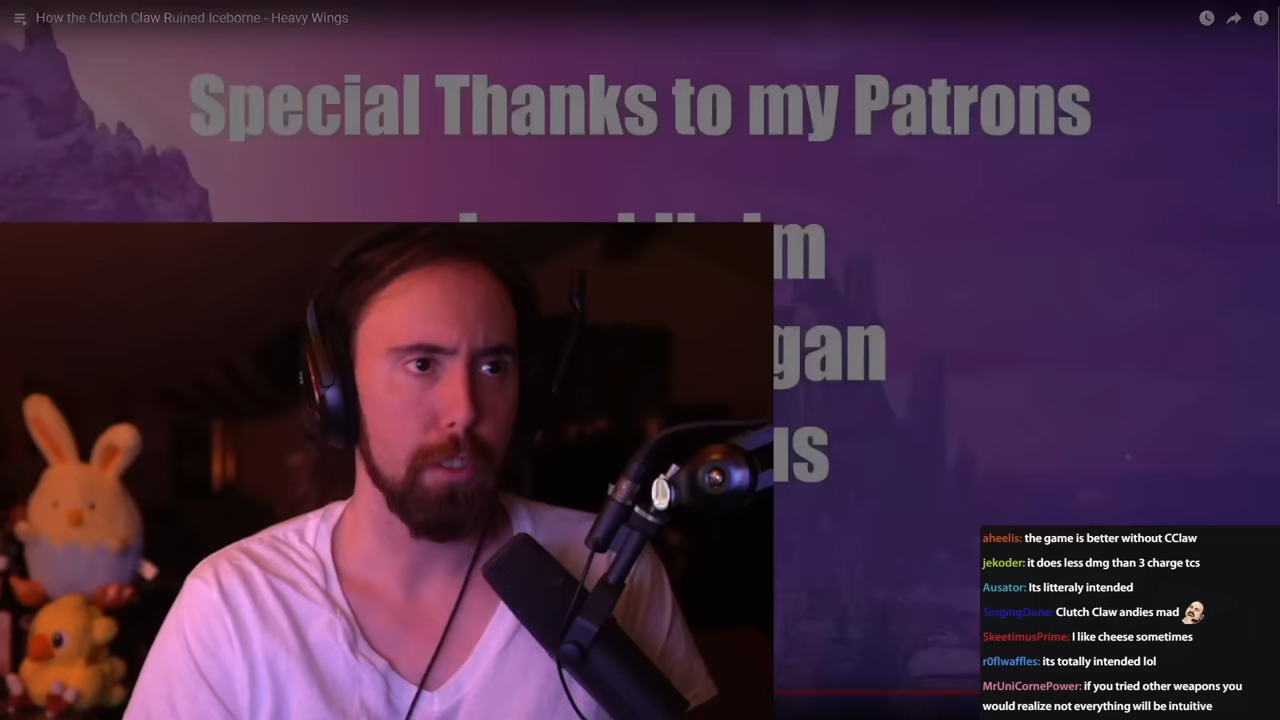 How the Clutch Claw Ruined Iceborne - Heavy Wings
Special Thanks to my Patrons
aheelis: the game is better without CClaw
jekoder: it does less dmg than 3 charge tcs
Ausator: Its litteraly intended
SingingDune: Clutch Claw andies mad
SkeetimusPrime: I like cheese sometimes
r0flwaffles: its totally intended lol
MrUniCornePower: if you tried other weapons you
would realize not everything will be intuitive